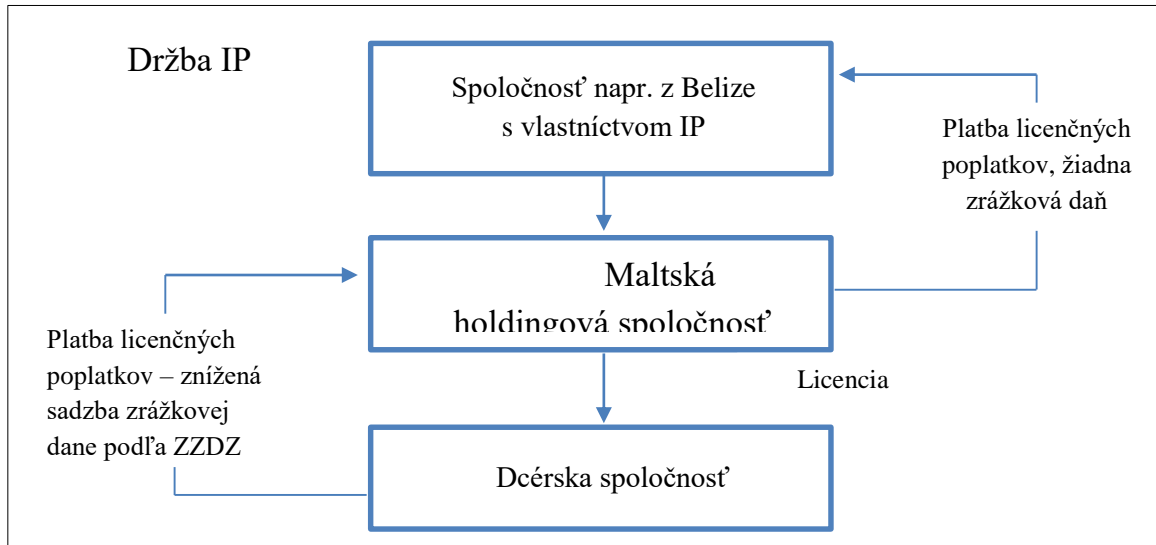 Držba IP
Spoločnosť napr. z Belize
s vlastníctvom IP
Platba licenčných
poplatkov, žiadna
zrážková daň
Maltská
holdingová spoločnosť
Platba licenčných
poplatkov – znížená
sadzba zrážkovej
dane podľa ZZDZ
Licencia
Dcérska spoločnosť